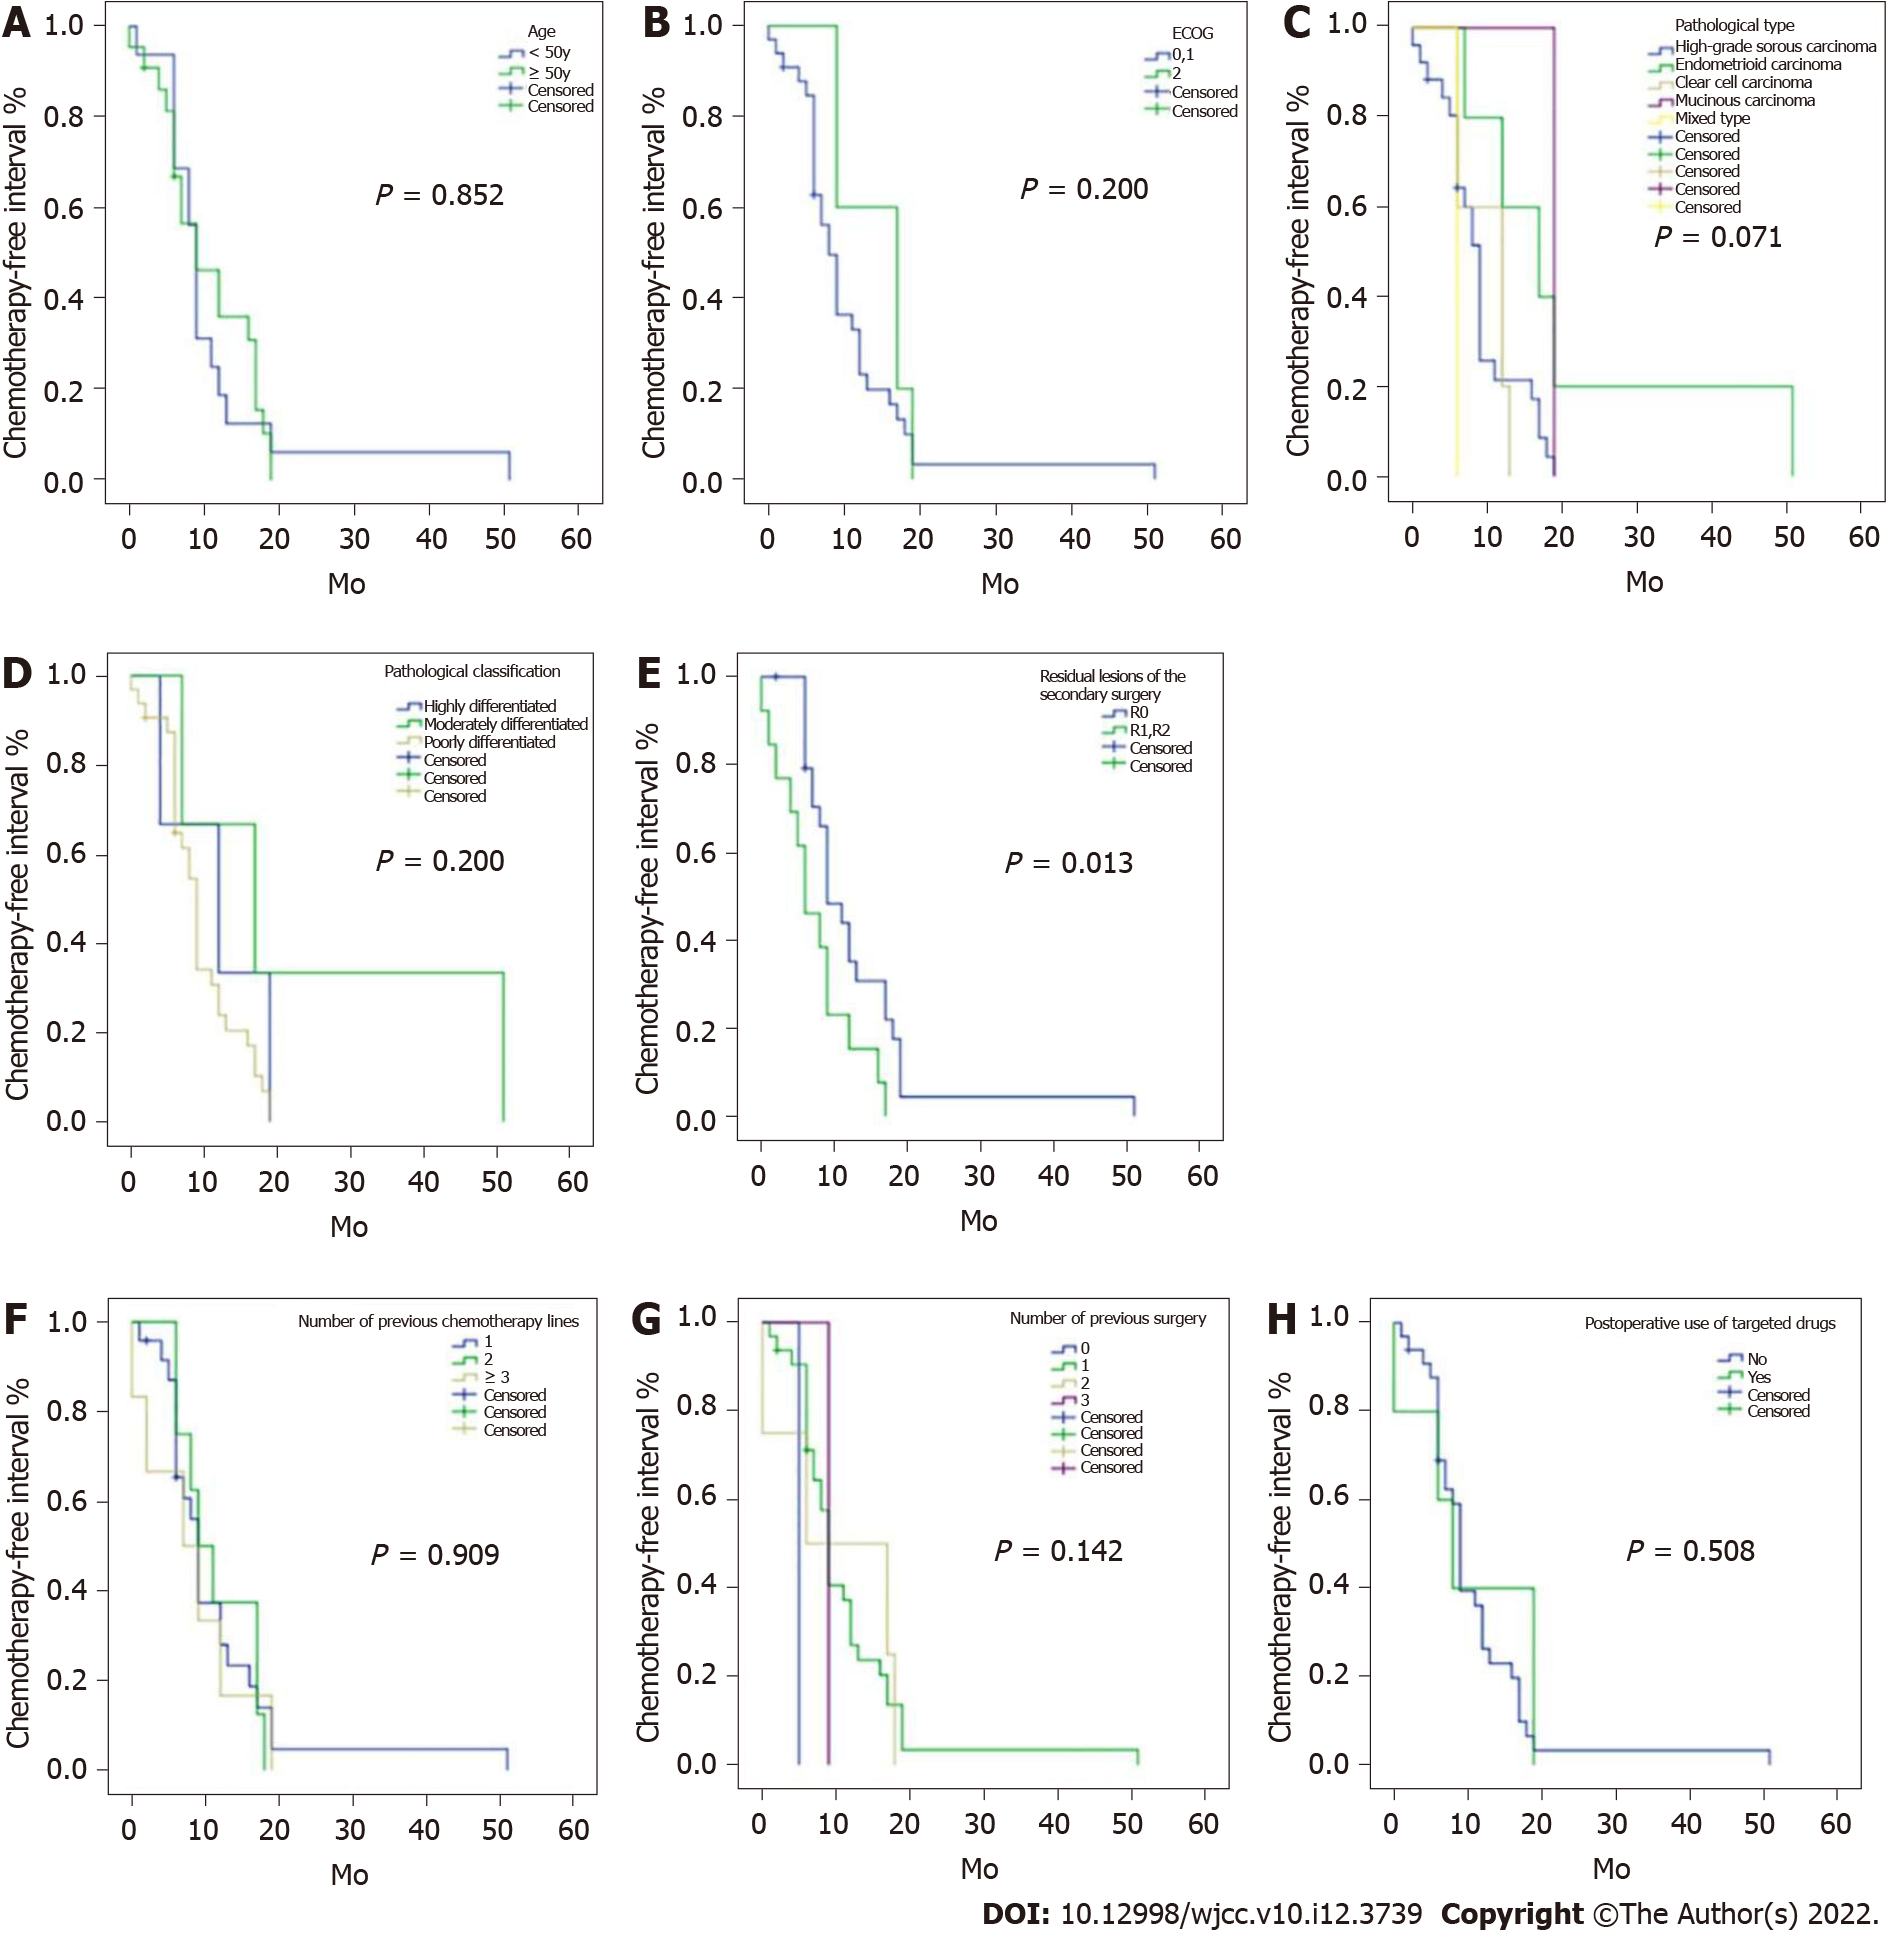 A
Chemotherapy-free interval %
1.0
0.8
0.6
0.4
0.2
0.0
Age
< 50y
≥ 50y
Censored
Censored
P = 0.852
0 10 20 30 40 50 60
Mo
B
Chemotherapy-free interval %
1.0
0.8
0.6
0.4
0.2
0.0
ECOG
0,1
2
Censored
Censored
P = 0.200
0 10 20 30 40 50 60
Mo
C
Chemotherapy-free interval %
1.0
0.8
0.6
0.4
0.2
0.0
Pathological type
High-grade sorous carcinoma
Endometrioid carcinoma
Clear cell carcinoma
Mucinous carcinoma
Mixed type
Censored
Censored
Censored
Censored
Censored
P = 0.071
0 10 20 30 40 50 60
Mo
D
Chemotherapy-free interval %
1.0
0.8
0.6
0.4
0.2
0.0
Pathological classification
Highly differentiated
Moderately differentiated
Poorly differentiated
Censored
Censored
Censored
P = 0.200
0 10 20 30 40 50 60
Mo
E
Chemotherapy-free interval %
1.0
0.8
0.6
0.4
0.2
0.0
Residual lesions of the
secondary surgery
R0
R1,R2
Censored
Censored
P = 0.013
0 10 20 30 40 50 60
Mo
F
Chemotherapy-free interval %
1.0
0.8
0.6
0.4
0.2
0.0
Number of previous chemotherapy lines
1
2
≥ 3
Censored
Censored
Censored
P = 0.909
0 10 20 30 40 50 60
Mo
G
Chemotherapy-free interval %
1.0
0.8
0.6
0.4
0.2
0.0
Number of previous surgery
0
1
2
3
Censored
Censored
Censored
Censored
P = 0.142
0 10 20 30 40 50 60
Mo
H
Chemotherapy-free interval %
1.0
0.8
0.6
0.4
0.2
0.0
Postoperative use of targeted drugs
No
Yes
Censored
Censored
P = 0.508
0 10 20 30 40 50 60
Mo
DOI: 10.12998/wjcc.v10.i12.3739 Copyright ©The Author(s) 2022.